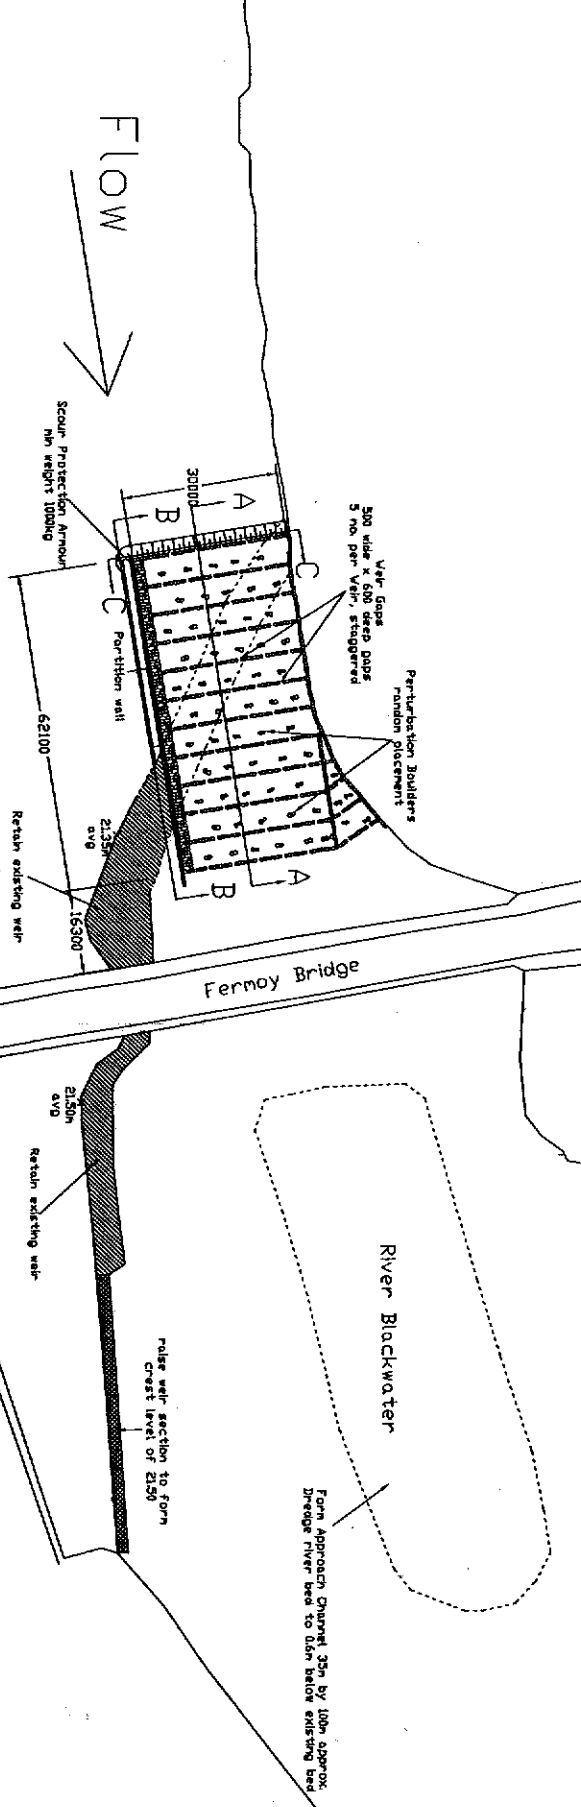 Flow
Scour Protection Armour
min weight 1000kg
30000
A
B
C
C
Weir Gaps
500 wide x 600 deep gaps
5 no. per Weir, staggered
Perturbation Boulders
random placement
Partition wall
62100
21.35m
avg
Retain existing weir
16300
B
A
Fermoy Bridge
21.50m
avg
Retain existing weir
River Blackwater
raise weir section to form
crest level of 21.50
Form Approach Channel 35m by 100m approx.
Dredge river bed to 0.6m below existing bed